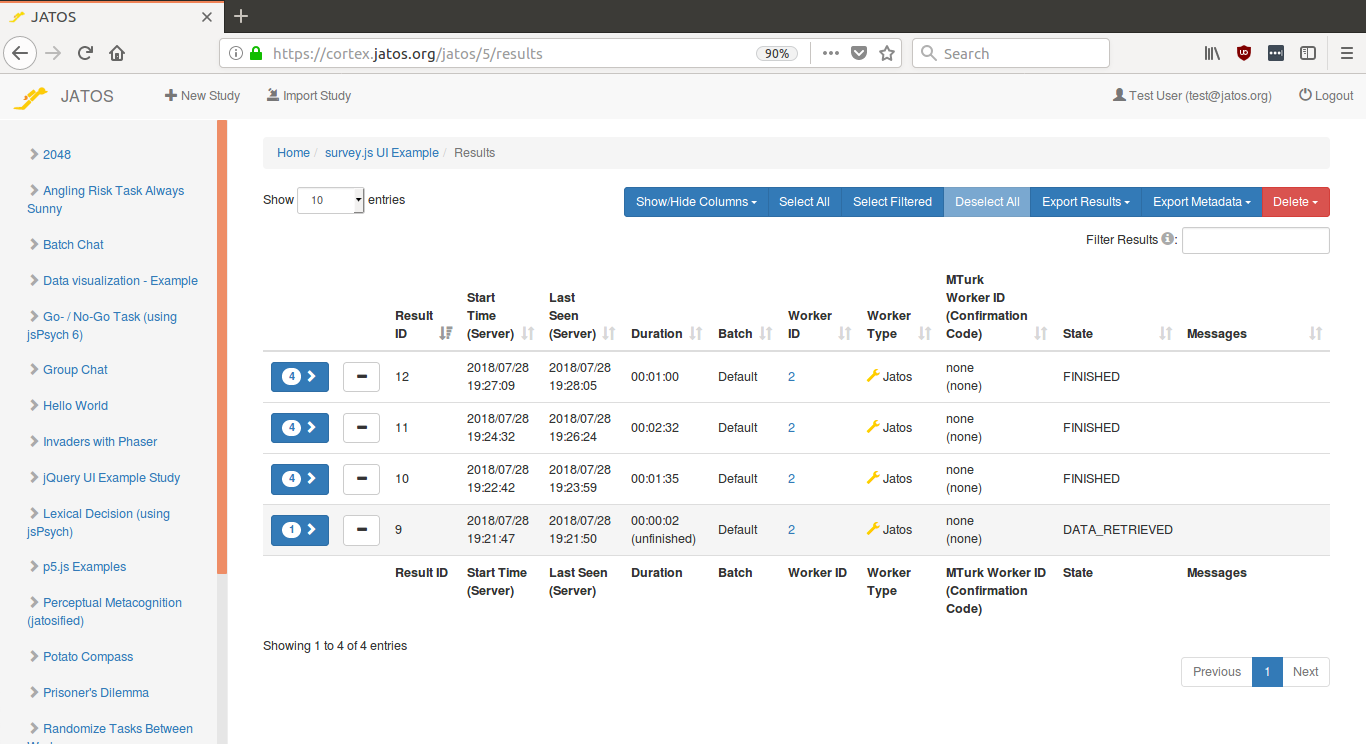 JATOS
https://cortex.jatos.org/jatos/5/results
90%
Search
JATOS
New Study
Import Study
Test User (test@jatos.org)
Logout
2048
Angling Risk Task Always
Sunny
Batch Chat
Data visualization - Example
Go- / No-Go Task (using
jsPsych 6)
Group Chat
Hello World
Invaders with Phaser
jQuery UI Example Study
Lexical Decision (using
jsPsych)
p5.js Examples
Perceptual Metacognition
(jatosified)
Potato Compass
Prisoner's Dilemma
Randomize Tasks Between
Home / survey.js UI Example / Results
Show 10 entries
Show/Hide Columns
Select All
Select Filtered
Deselect All
Export Results
Export Metadata
Delete
Filter Results :
Result ID
Start Time (Server)
Last Seen (Server)
Duration
Batch
Worker ID
Worker Type
MTurk Worker ID (Confirmation Code)
State
Messages
4 12 2018/07/28 19:27:09 2018/07/28 19:28:05 00:01:00 Default 2 Jatos none (none) FINISHED
4 11 2018/07/28 19:24:32 2018/07/28 19:26:24 00:02:32 Default 2 Jatos none (none) FINISHED
4 10 2018/07/28 19:22:42 2018/07/28 19:23:59 00:01:35 Default 2 Jatos none (none) FINISHED
1 9 2018/07/28 19:21:47 2018/07/28 19:21:50 00:00:02 (unfinished) Default 2 Jatos none (none) DATA_RETRIEVED
Result ID
Start Time (Server)
Last Seen (Server)
Duration
Batch
Worker ID
Worker Type
MTurk Worker ID (Confirmation Code)
State
Messages
Showing 1 to 4 of 4 entries
Previous
1
Next